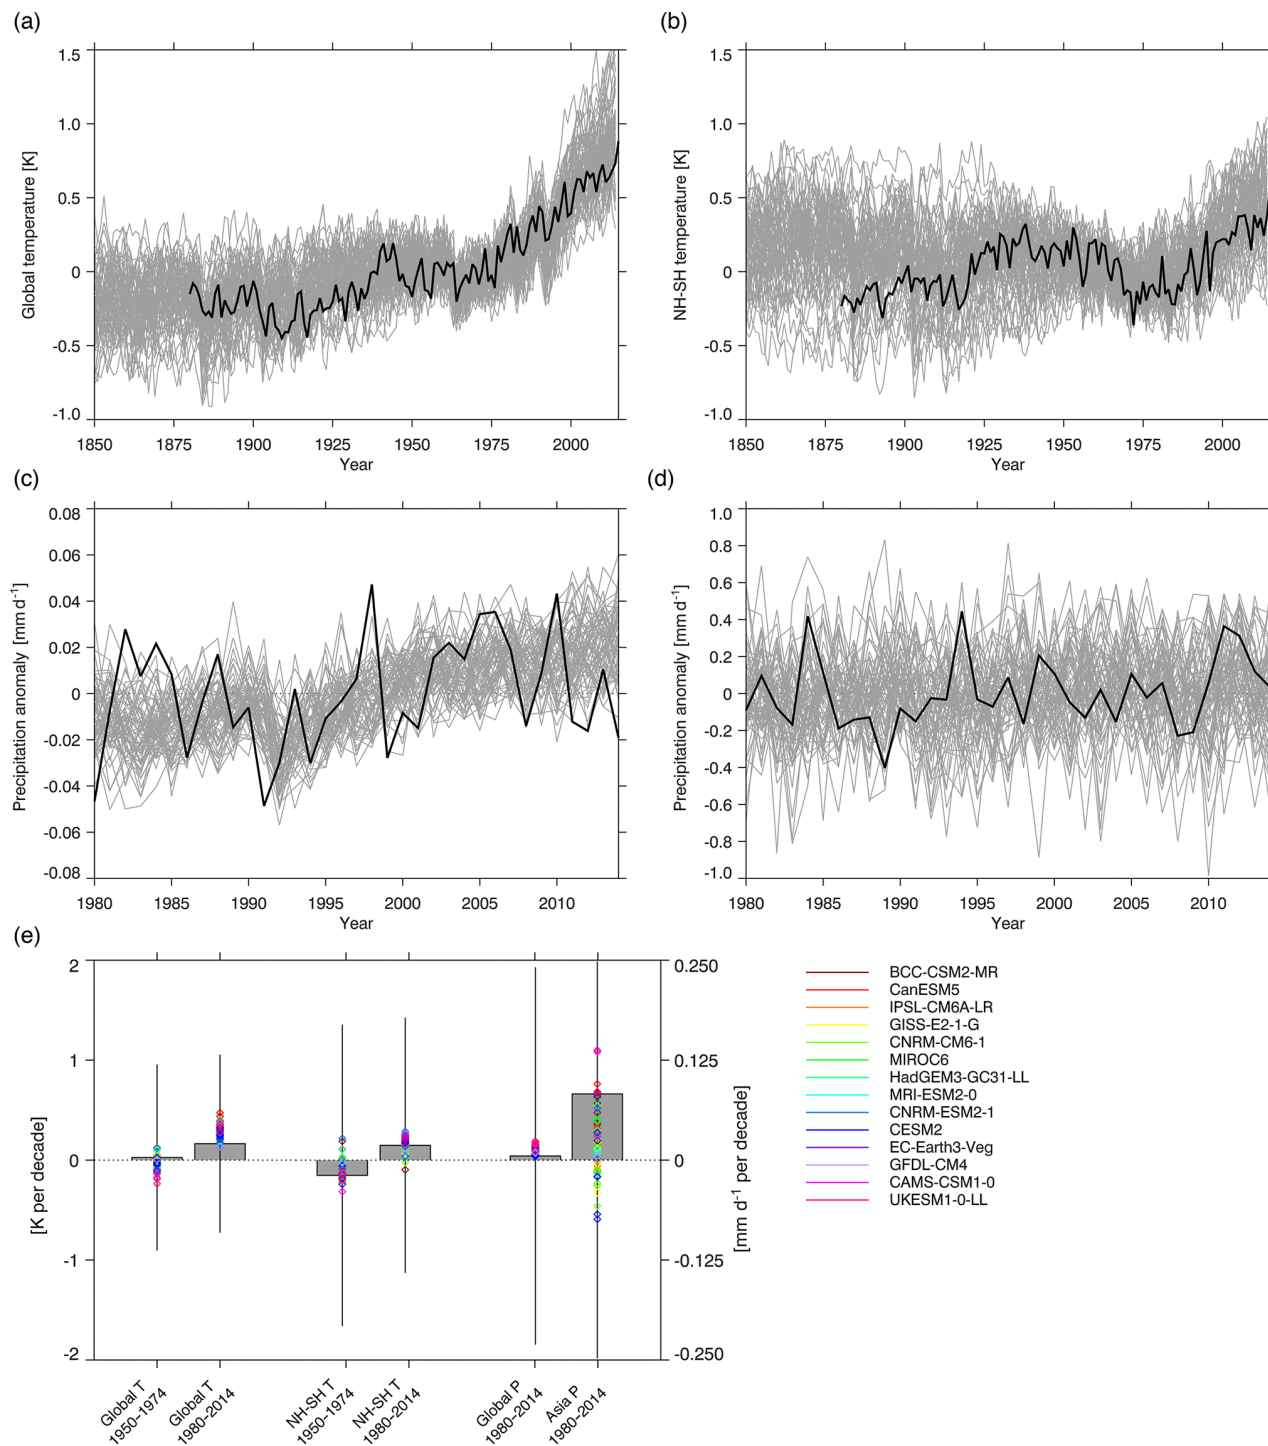 (a)
(b)
1.5
1.0
0.5
0
-0.5
-1.0
Global temperature [K]
1850 1875 1900 1925 1950 1975 2000
Year
1.5
1.0
0.5
0
-0.5
-1.0
NH-SH temperature [K]
1850 1875 1900 1925 1950 1975 2000
Year
(c)
(d)
0.08
0.06
0.04
0.02
0
-0.02
-0.04
-0.06
-0.08
Precipitation anomaly [mm d-1]
1980 1985 1990 1995 2000 2005 2010
Year
1.0
0.8
0.6
0.4
0.2
0
-0.2
-0.4
-0.6
-0.8
-1.0
Precipitation anomaly [mm d-1]
1980 1985 1990 1995 2000 2005 2010
Year
(e)
2
1
0
-1
-2
[K per decade]
0.250
0.125
0
-0.125
-0.250
[mm d-1 per decade]
Global T
1950-1974
Global T
1980-2014
NH-SH T
1950-1974
NH-SH T
1980-2014
Global P
1980-2014
Asia P
1980-2014
BCC-CSM2-MR
CanESM5
IPSL-CM6A-LR
GISS-E2-1-G
CNRM-CM6-1
MIROC6
HadGEM3-GC31-LL
MRI-ESM2-0
CNRM-ESM2-1
CESM2
EC-Earth3-Veg
GFDL-CM4
CAMS-CSM1-0
UKESM1-0-LL